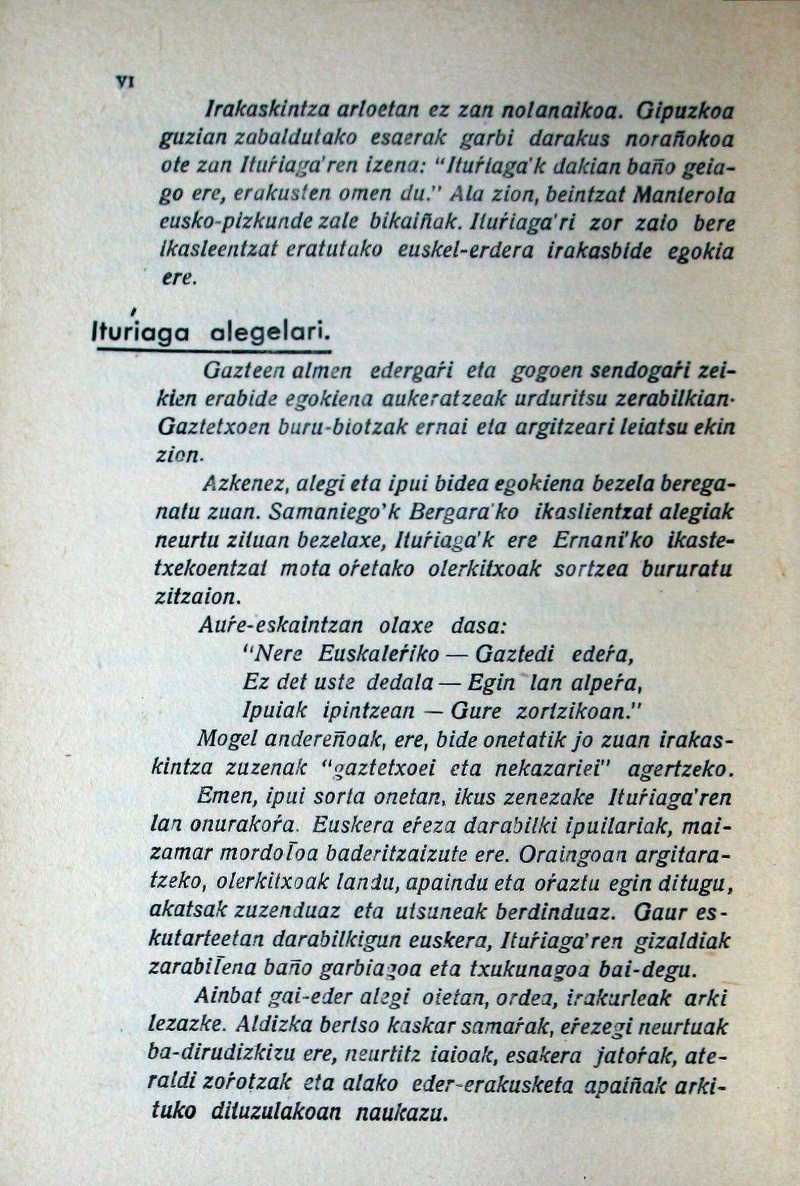 VI
Irakaskintza arloetan ez zan nolanaikoa. Gipuzkoa
guzian zabaldutako esaerak garbi darakus norañokoa
ote zan Ituŕiaga'ren izena: "Ituŕiaga'k dakian baño geia-
go ere, erakusten omen du." Ala zion, beintzat Manterola
eusko-pizkunde zale bikaiñak. Ituŕiaga'ri zor zaio bere
ikasleentzat eratutako euskel-erdera irakasbide egokia
ere.
Ituŕiaga alegelari.
Gazteen almen edergaŕi eta gogoen sendogaŕi zei-
kien erabide egokiena aukeratzeak urduritsu zerabilkian.
Gaztetxoen buru-biotzak ernai eta argitzeari leiatsu ekin
zion.
Azkenez, alegi eta ipui bidea egokiena bezela berega-
natu zuan. Samaniego'k Bergara'ko ikaslientzat alegiak
neurtu zituan bezelaxe, Ituŕiaga'k ere Ernani'ko ikaste-
txekoentzat mota oŕetako olerkitxoak sortzea bururatu
zitzaion.
Auŕe-eskaintzan olaxe dasa:
"Nere Euskaleŕiko — Gaztedi edeŕa,
Ez det uste dedala — Egin lan alpeŕa,
Ipuiak ipintzean — Gure zortzikoan."
Mogel andereñoak, ere, bide onetatik jo zuan irakas-
kintza zuzenak "gaztetxoei eta nekazariei" agertzeko.
Emen, ipui sorta onetan, ikus zenezake Ituŕiaga'ren
lan onurakoŕa. Euskera eŕeza darabilki ipuilariak, mai-
zamar mordol̄oa baderitzaizute ere. Oraingoan argitara-
tzeko, olerkitxoak landu, apaindu eta oŕaztu egin ditugu,
akatsak zuzenduaz eta utsuneak berdinduaz. Gaur es-
kutarteetan darabilkigun euskera, Ituŕiaga'ren gizaldiak
zarabil̄ena baño garbiagoa eta txukunagoa bai-degu.
Ainbat gai-eder alegi oietan, ordea, irakurleak arki
lezazke. Aldizka bertso kaskar samaŕak, eŕezegi neurtuak
ba-dirudizkizu ere, neurtitz iaioak, esakera jatoŕak, ate-
raldi zoŕotzak eta alako eder-erakusketa apaiñak arki-
tuko dituzulakoan naukazu.